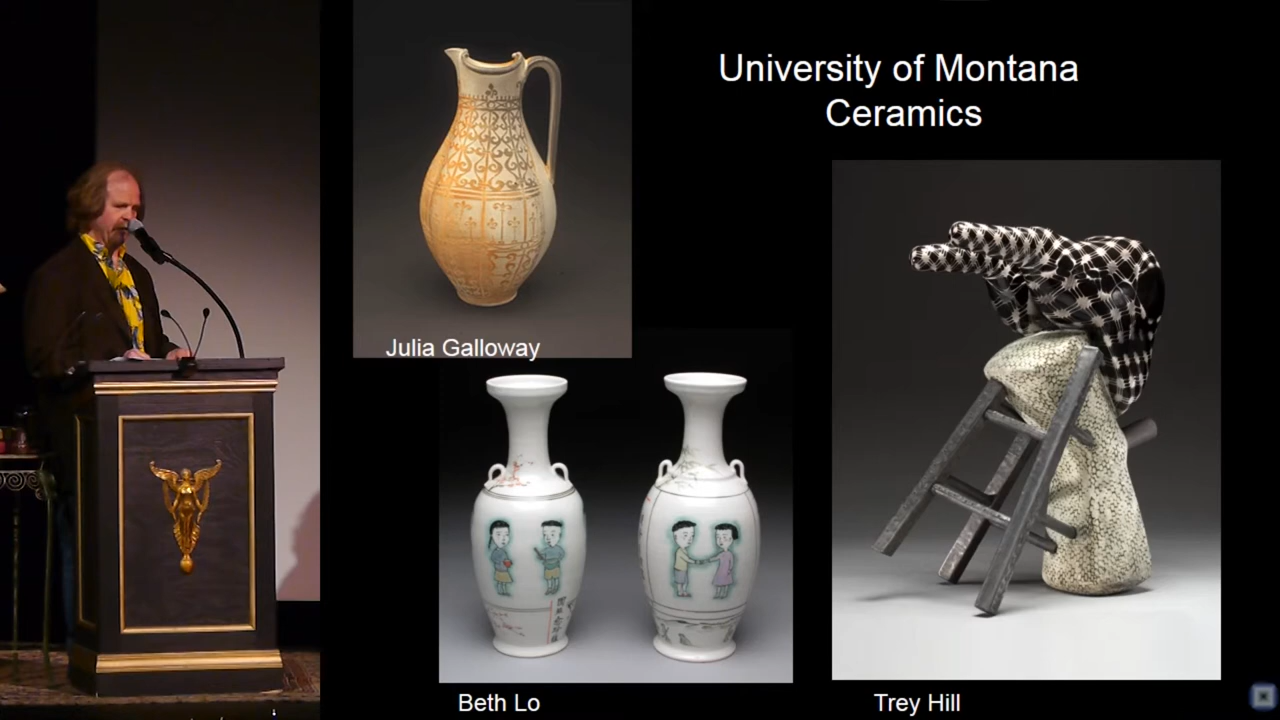 University of Montana
Ceramics
Julia Galloway
Beth Lo
Trey Hill